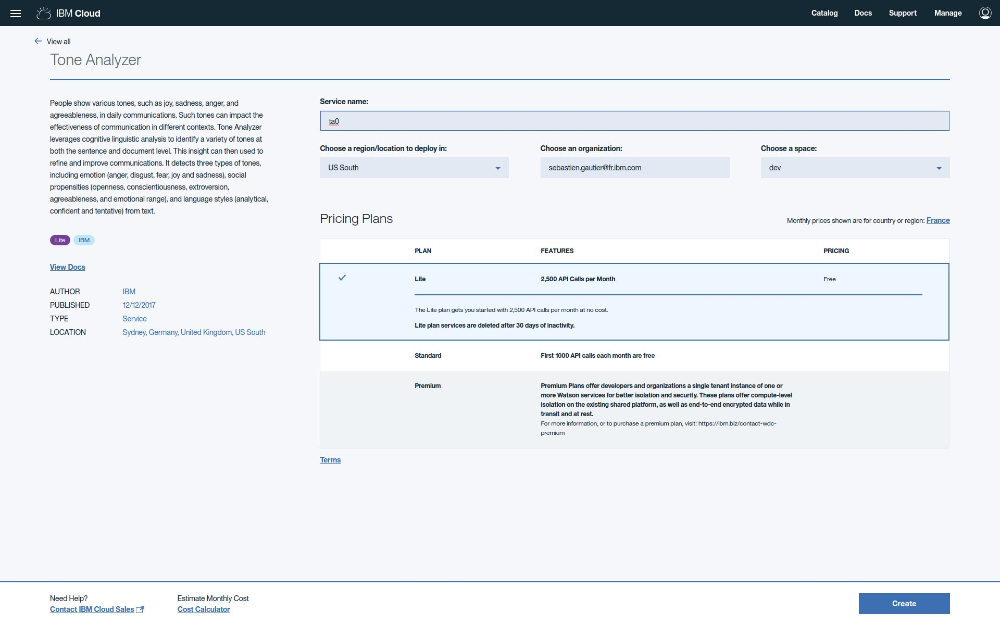 IBM Cloud
Catalog
Docs
Support
Manage
View all
Tone Analyzer
People show various tones, such as joy, sadness, anger, and
agreeableness, in daily communications. Such tones can impact the
effectiveness of communication in different contexts. Tone Analyzer
leverages cognitive linguistic analysis to identify a variety of tones at
both the sentence and document level. This insight can then used to
refine and improve communications. It detects three types of tones,
including emotion (anger, disgust, fear, joy and sadness), social
propensities (openness, conscientiousness, extroversion,
agreeableness, and emotional range), and language styles (analytical,
confident and tentative) from text.
Lite
IBM
View Docs
AUTHOR IBM
PUBLISHED 12/12/2017
TYPE Service
LOCATION Sydney, Germany, United Kingdom, US South
Service name:
ta0
Choose a region/location to deploy in:
US South
Choose an organization:
sebastien.gautier@fr.ibm.com
Choose a space:
dev
Pricing Plans
Monthly prices shown are for country or region: France
PLAN FEATURES PRICING
Lite 2,500 API Calls per Month Free
The Lite plan gets you started with 2,500 API calls per month at no cost.
Lite plan services are deleted after 30 days of inactivity.
Standard First 1000 API calls each month are free
Premium Premium Plans offer developers and organizations a single tenant instance of one or
more Watson services for better isolation and security. These plans offer compute-level
isolation on the existing shared platform, as well as end-to-end encrypted data while in
transit and at rest.
For more information, or to purchase a premium plan, visit: https://ibm.biz/contact-wdc-
premium
Terms
Need Help?
Contact IBM Cloud Sales
Estimate Monthly Cost
Cost Calculator
Create